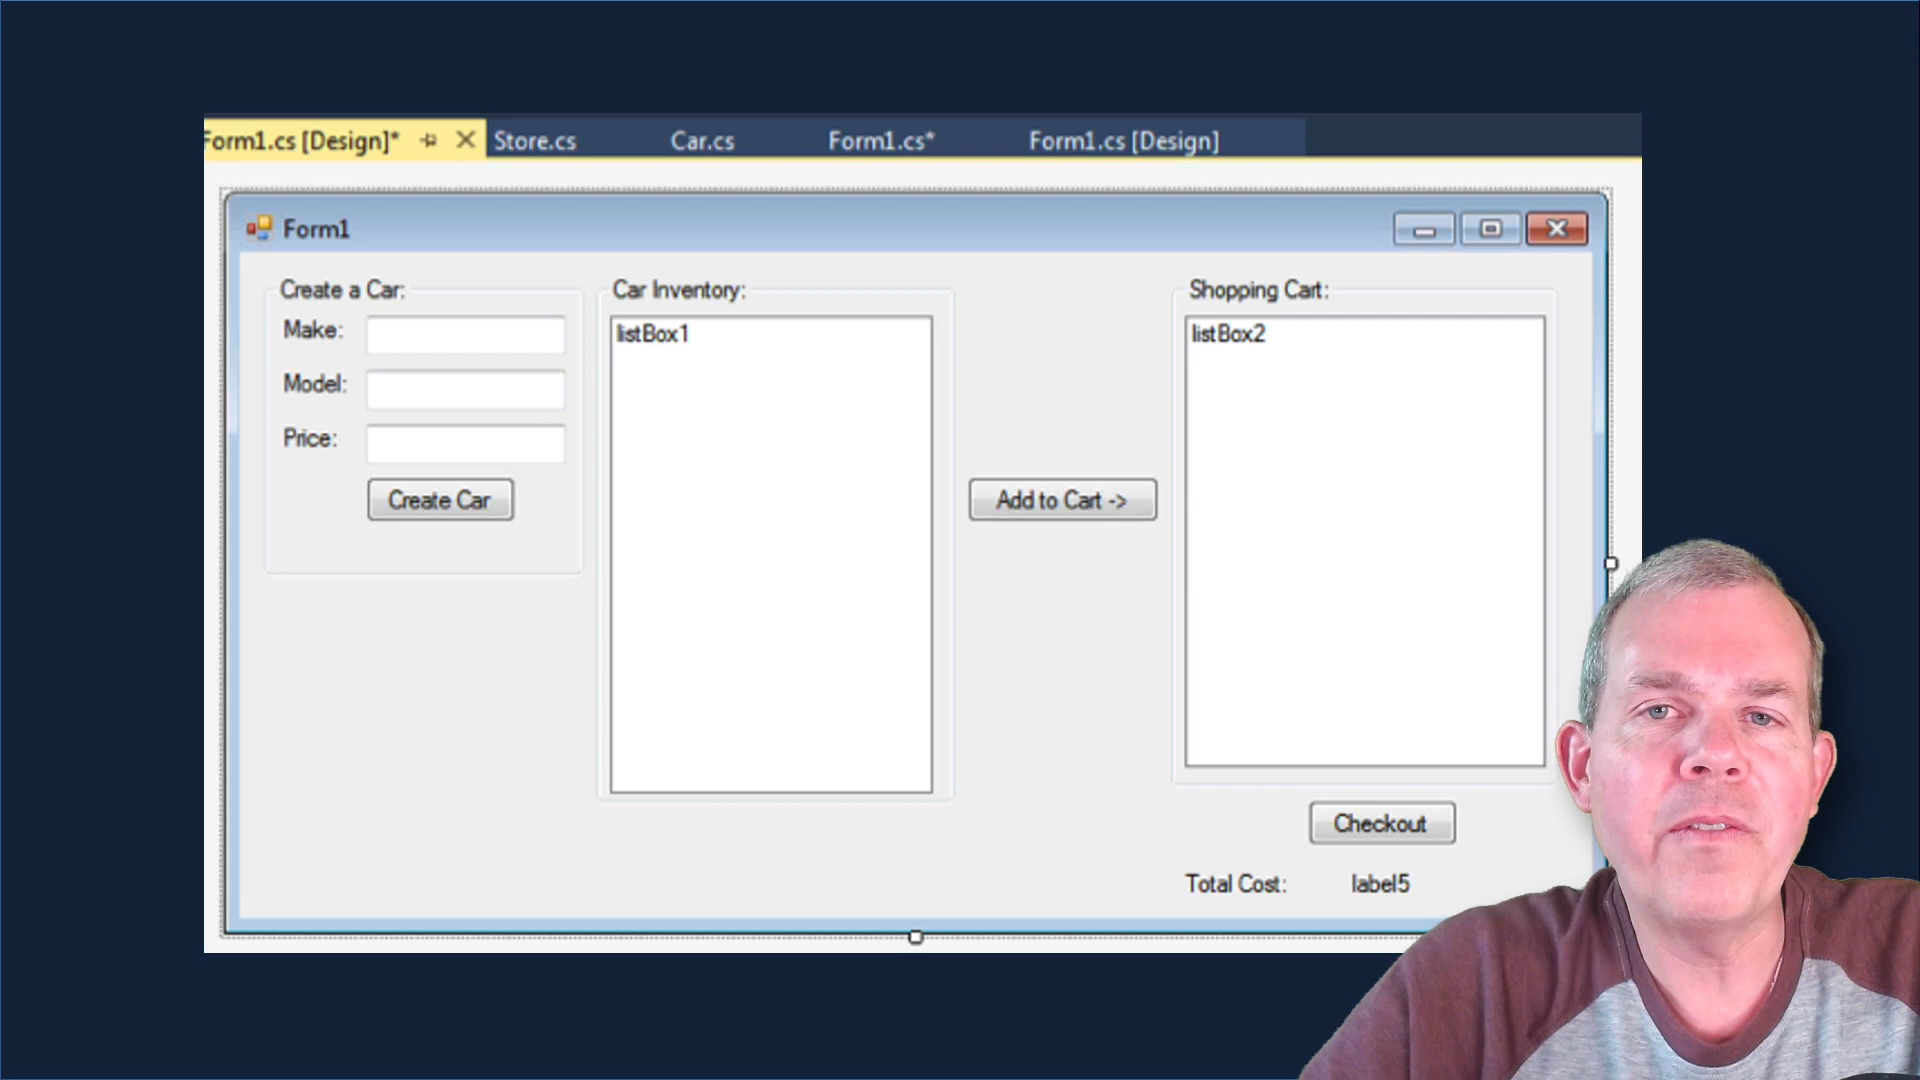 Form1.cs [Design]* Store.cs Car.cs Form1.cs* Form1.cs [Design]
Form1
Create a Car:
Make:
Model:
Price:
Create Car
Car Inventory:
listBox1
Add to Cart ->
Shopping Cart:
listBox2
Checkout
Total Cost: label5